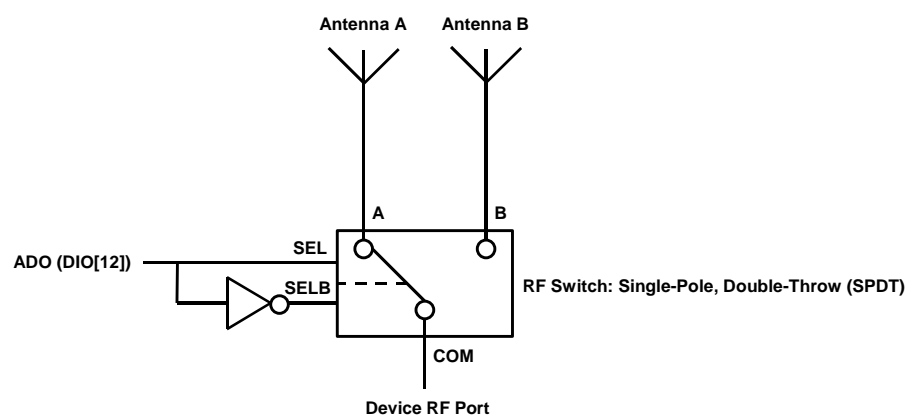 Antenna A
Antenna B
A
B
SEL
ADO (DIO[12])
SELB
RF Switch: Single-Pole, Double-Throw (SPDT)
COM
Device RF Port